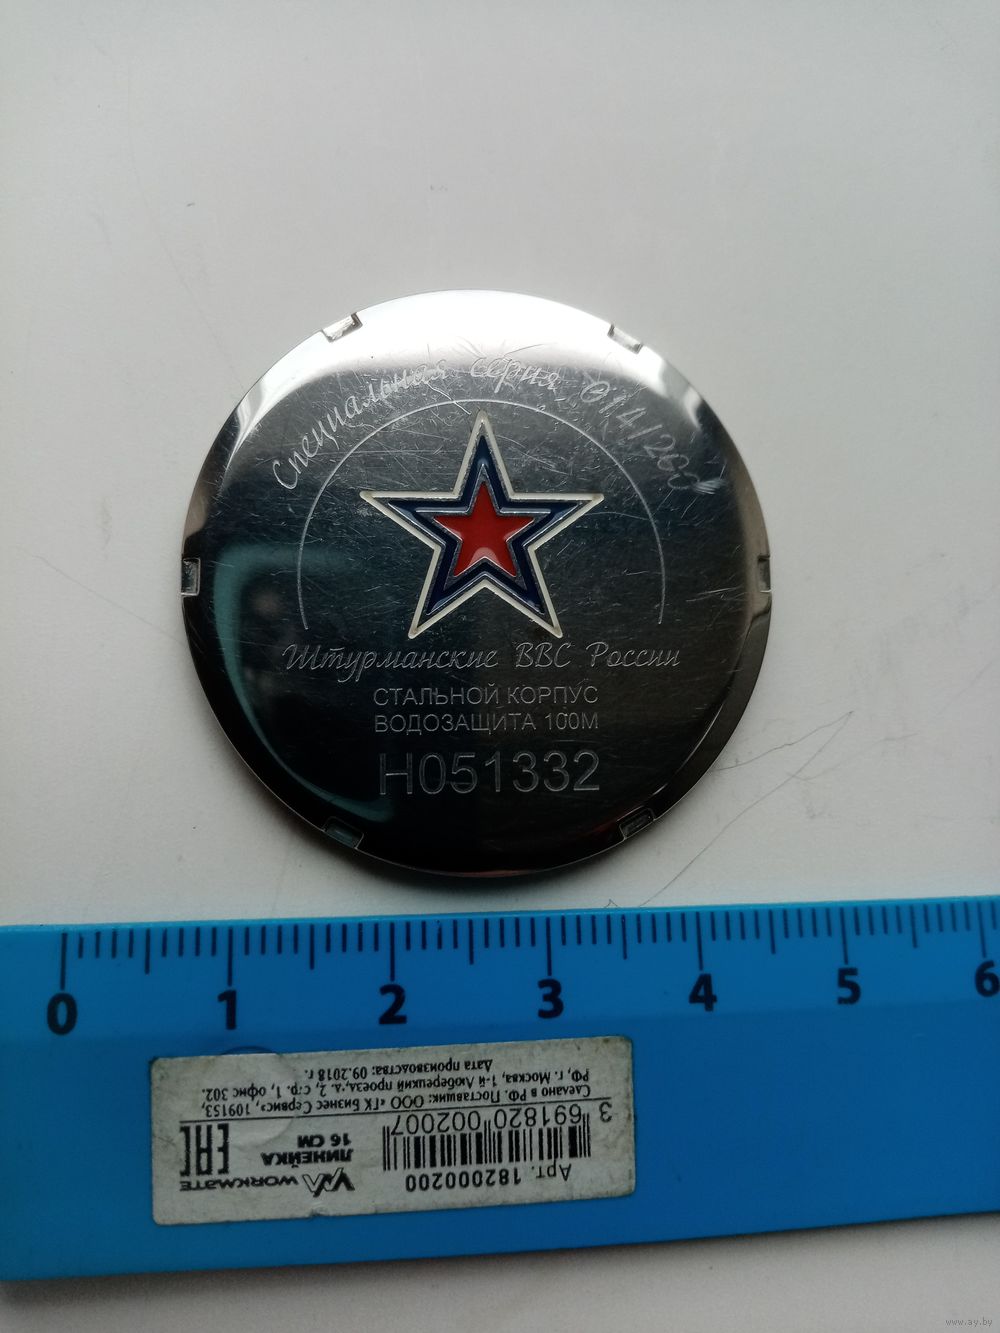 Специальная серия 014/200
Штурманские ВВС России
СТАЛЬНОЙ КОРПУС
ВОДОЗАЩИТА 100М
Н051332
0 1 2 3 4 5 6
Арт. 182000200
WORKMATE
ЛИНЕЙКА
16 СМ
EAC
3 691820 002007
Сделано в РФ. Поставщик: ООО «ГК Бизнес Сервис», 109153,
РФ, г. Москва, 1-й Люберецкий проезд, д. 2, стр. 1, офис 302.
Дата производства: 09.2018 г.
www.ay.by